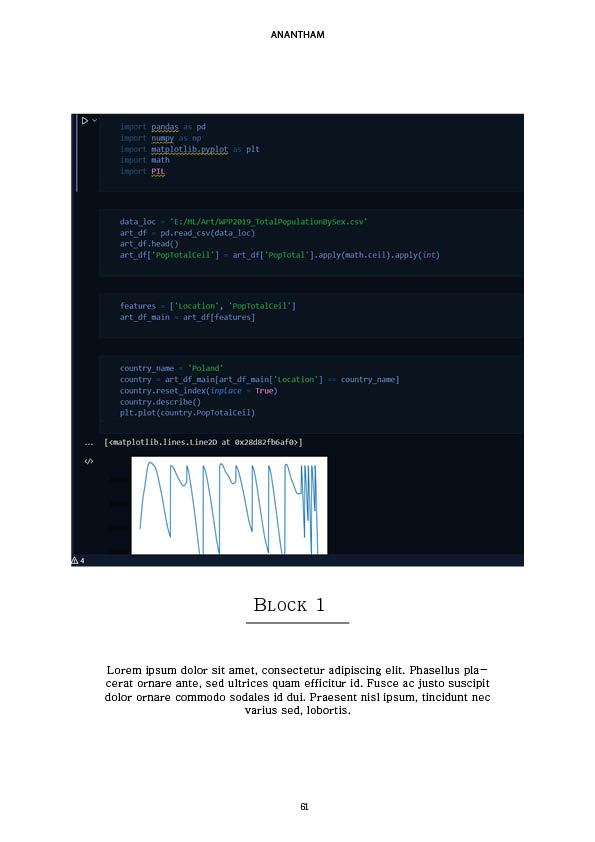 ANANTHAM
import pandas as pd
import numpy as np
import matplotlib.pyplot as plt
import math
import PIL
data_loc = 'E:/ML/Art/WPP2019_TotalPopulationBySex.csv'
art_df = pd.read_csv(data_loc)
art_df.head()
art_df['PopTotalCeil'] = art_df['PopTotal'].apply(math.ceil).apply(int)
features = ['Location', 'PopTotalCeil']
art_df_main = art_df[features]
country_name = 'Poland'
country = art_df_main[art_df_main['Location'] == country_name]
country.reset_index(inplace = True)
country.describe()
plt.plot(country.PopTotalCeil)
... [<matplotlib.lines.Line2D at 0x28d82fb6af0>]
</>
4
BLOCK 1
Lorem ipsum dolor sit amet, consectetur adipiscing elit. Phasellus pla-
cerat ornare ante, sed ultrices quam efficitur id. Fusce ac justo suscipit
dolor ornare commodo sodales id dui. Praesent nisl ipsum, tincidunt nec
varius sed, lobortis.
61